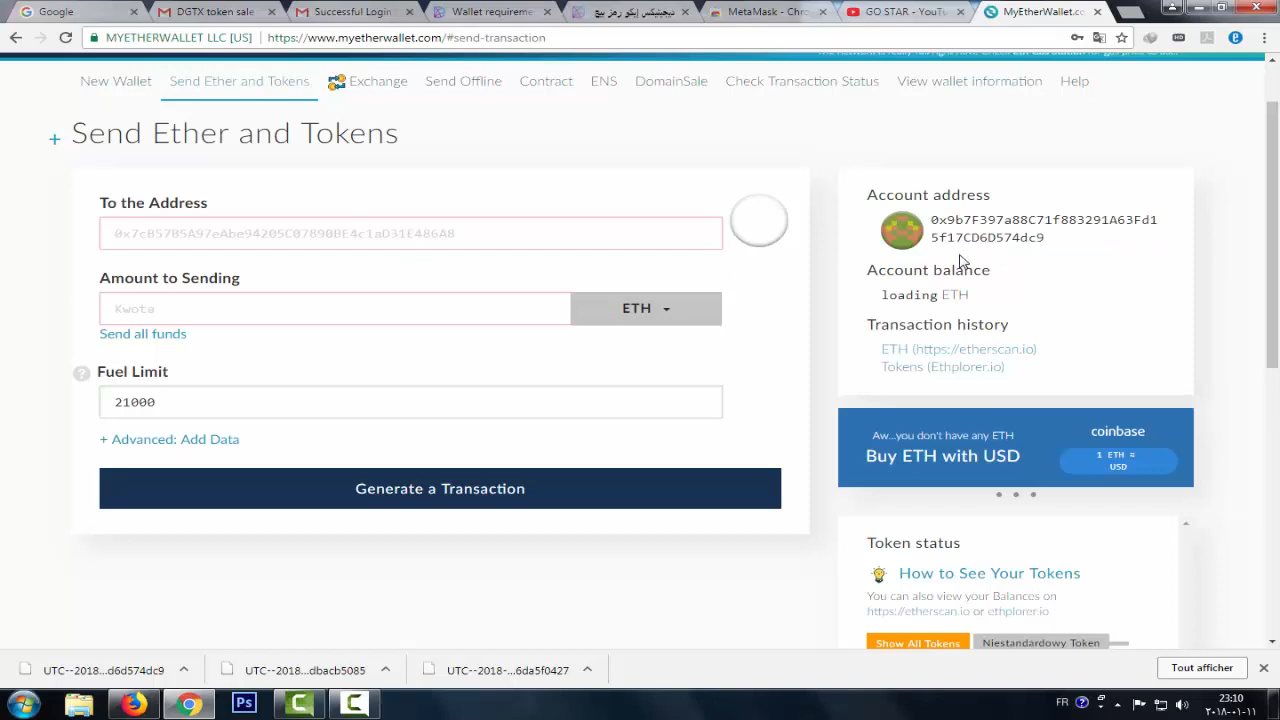 Google
DGTX token sale
Successful Login
Wallet requireme
ديجيتكس إيكو رمز بيع
MetaMask - Chro
GO STAR - YouTu
MyEtherWallet.co
MYETHERWALLET LLC [US]
https://www.myetherwallet.com/#send-transaction
New Wallet
Send Ether and Tokens
Exchange
Send Offline
Contract
ENS
DomainSale
Check Transaction Status
View wallet information
Help
+ Send Ether and Tokens
To the Address
Amount to Sending
Kwota
ETH
Send all funds
? Fuel Limit
21000
+ Advanced: Add Data
Generate a Transaction
Account address
0x9b7F397a88C71f883291A63Fd1
5f17CD6D574dc9
Account balance
loading ETH
Transaction history
ETH (https://etherscan.io)
Tokens (Ethplorer.io)
Aw...you don't have any ETH
Buy ETH with USD
coinbase
1 ETH ≈
USD
Token status
How to See Your Tokens
You can also view your Balances on
https://etherscan.io or ethplorer.io
Show All Tokens
Niestandardowy Token
UTC--2018....d6d574dc9
UTC--2018....dbacb5085
UTC--2018-....6da5f0427
Tout afficher
Ps
FR
23:10
٢٠١٨-٠١-١١